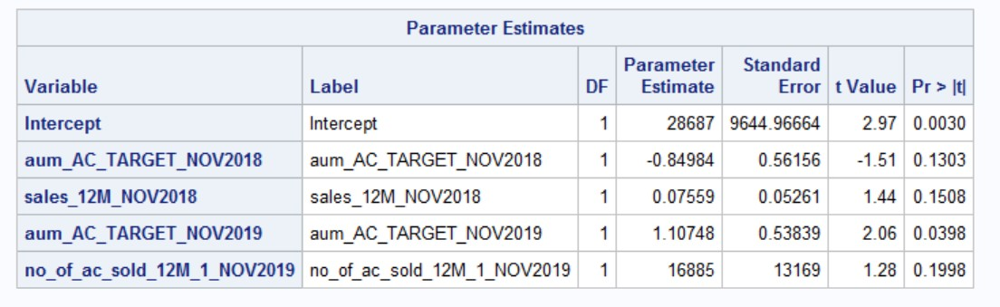 Parameter Estimates
Variable Label DF Parameter Estimate Standard Error t Value Pr > |t|
Intercept Intercept 1 28687 9644.96664 2.97 0.0030
aum_AC_TARGET_NOV2018 aum_AC_TARGET_NOV2018 1 -0.84984 0.56156 -1.51 0.1303
sales_12M_NOV2018 sales_12M_NOV2018 1 0.07559 0.05261 1.44 0.1508
aum_AC_TARGET_NOV2019 aum_AC_TARGET_NOV2019 1 1.10748 0.53839 2.06 0.0398
no_of_ac_sold_12M_1_NOV2019 no_of_ac_sold_12M_1_NOV2019 1 16885 13169 1.28 0.1998